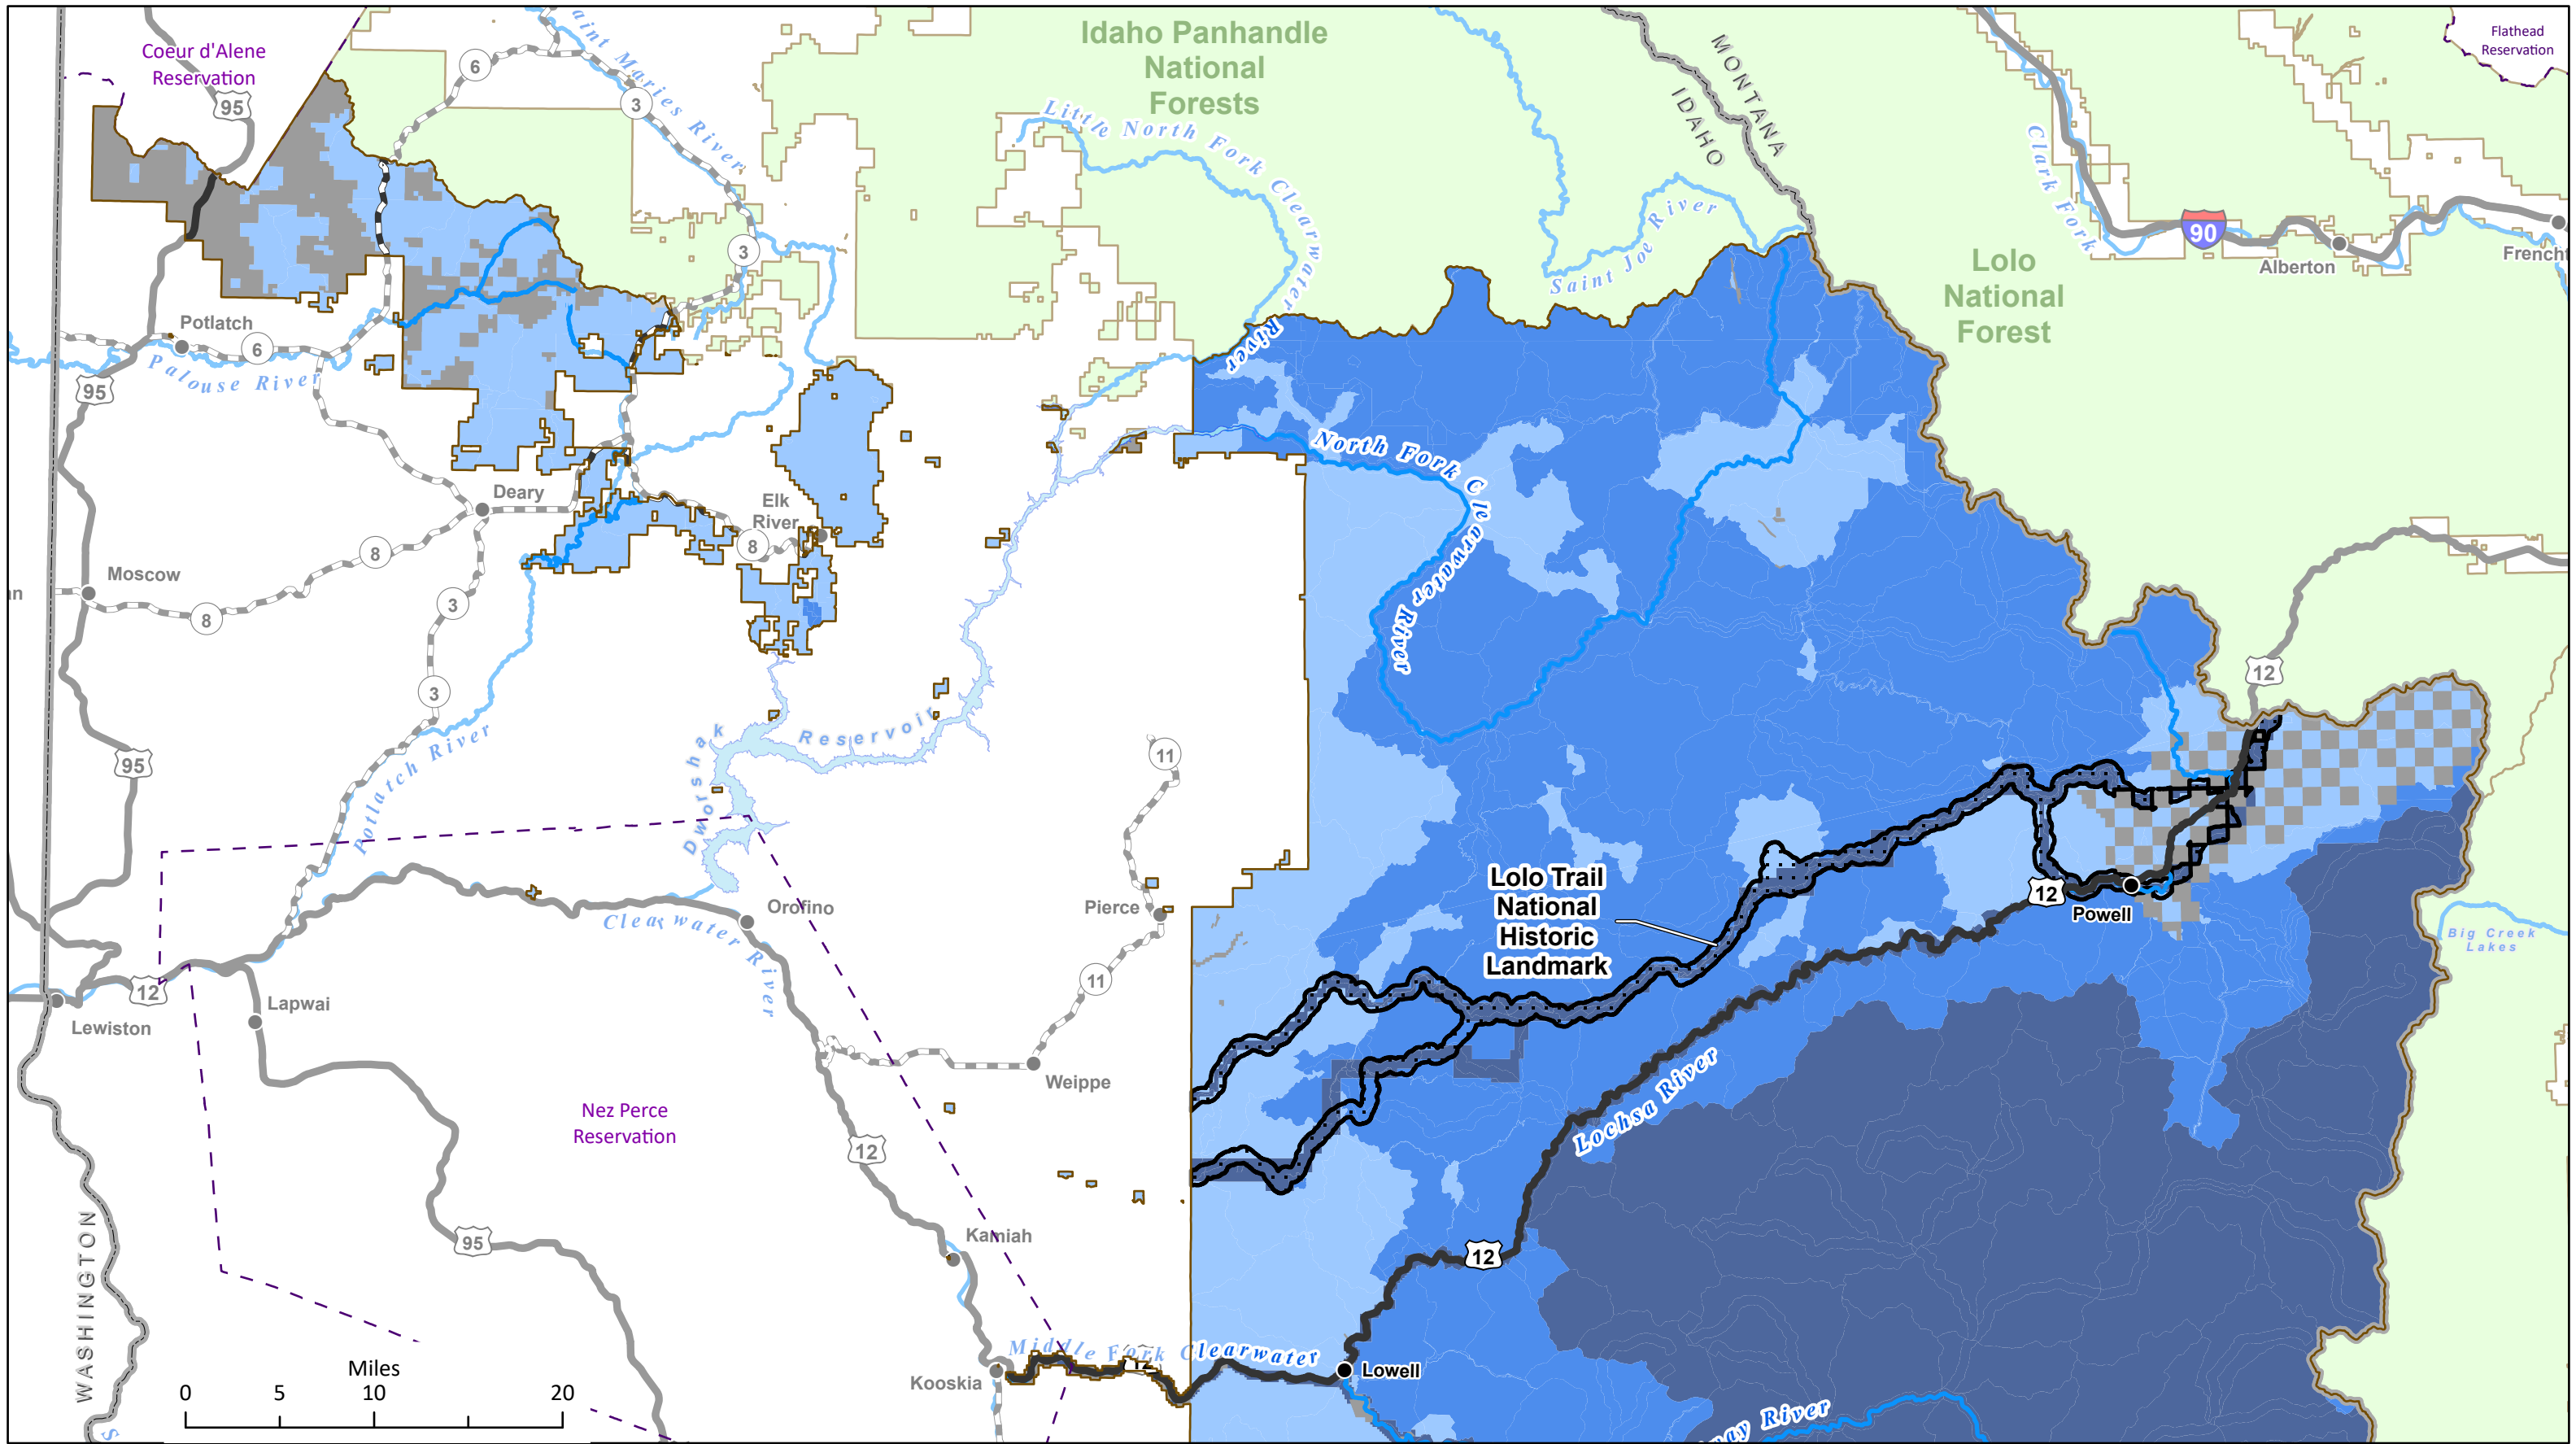 Coeur d'Alene
Reservation
95
6
3
aint Maries River
Idaho Panhandle
National
Forests
MONTANA
IDAHO
Flathead
Reservation
Little North Fork Clearwater River
Clark Fork
90
Alberton
Frencht
3
Saint Joe River
Lolo
National
Forest
Potlatch
6
Palouse River
95
North Fork Clearwater River
Deary
Elk
River
8
8
Moscow
8
3
3
12
95
Potlatch River
Dworshak
Reservoir
11
Lolo Trail
National
Historic
Landmark
12
Powell
Big Creek
Lakes
Orofino
Clearwater River
Pierce
11
12
Lewiston
Lapwai
Weippe
Nez Perce
Reservation
12
Lochsa River
95
Kamiah
12
WASHINGTON
Middle Fork Clearwater
12
Lowell
Kooskia
way River
Miles
0 5 10 20
S